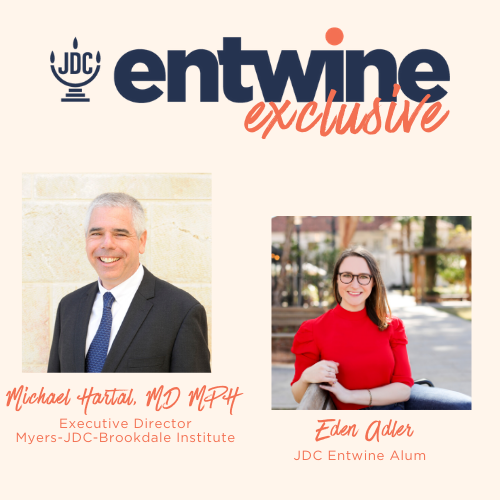 JDC entwine
exclusive
Michael Hartal, MD MPH
Executive Director
Myers-JDC-Brookdale Institute
Eden Adler
JDC Entwine Alum